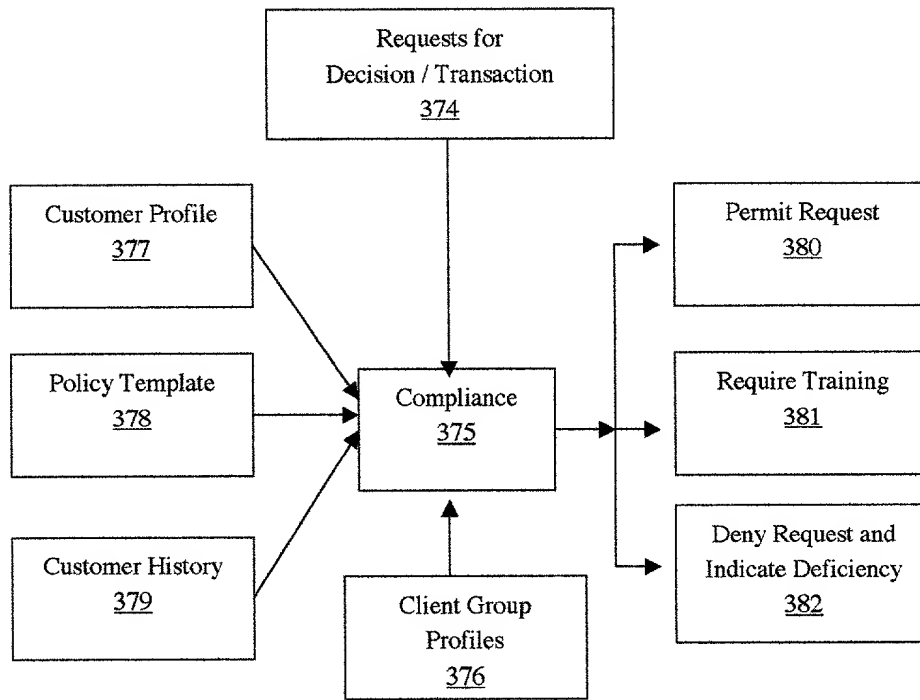 Requests for
Decision / Transaction
374
Customer Profile
377
Policy Template
378
Customer History
379
Compliance
375
Client Group
Profiles
376
Permit Request
380
Require Training
381
Deny Request and
Indicate Deficiency
382